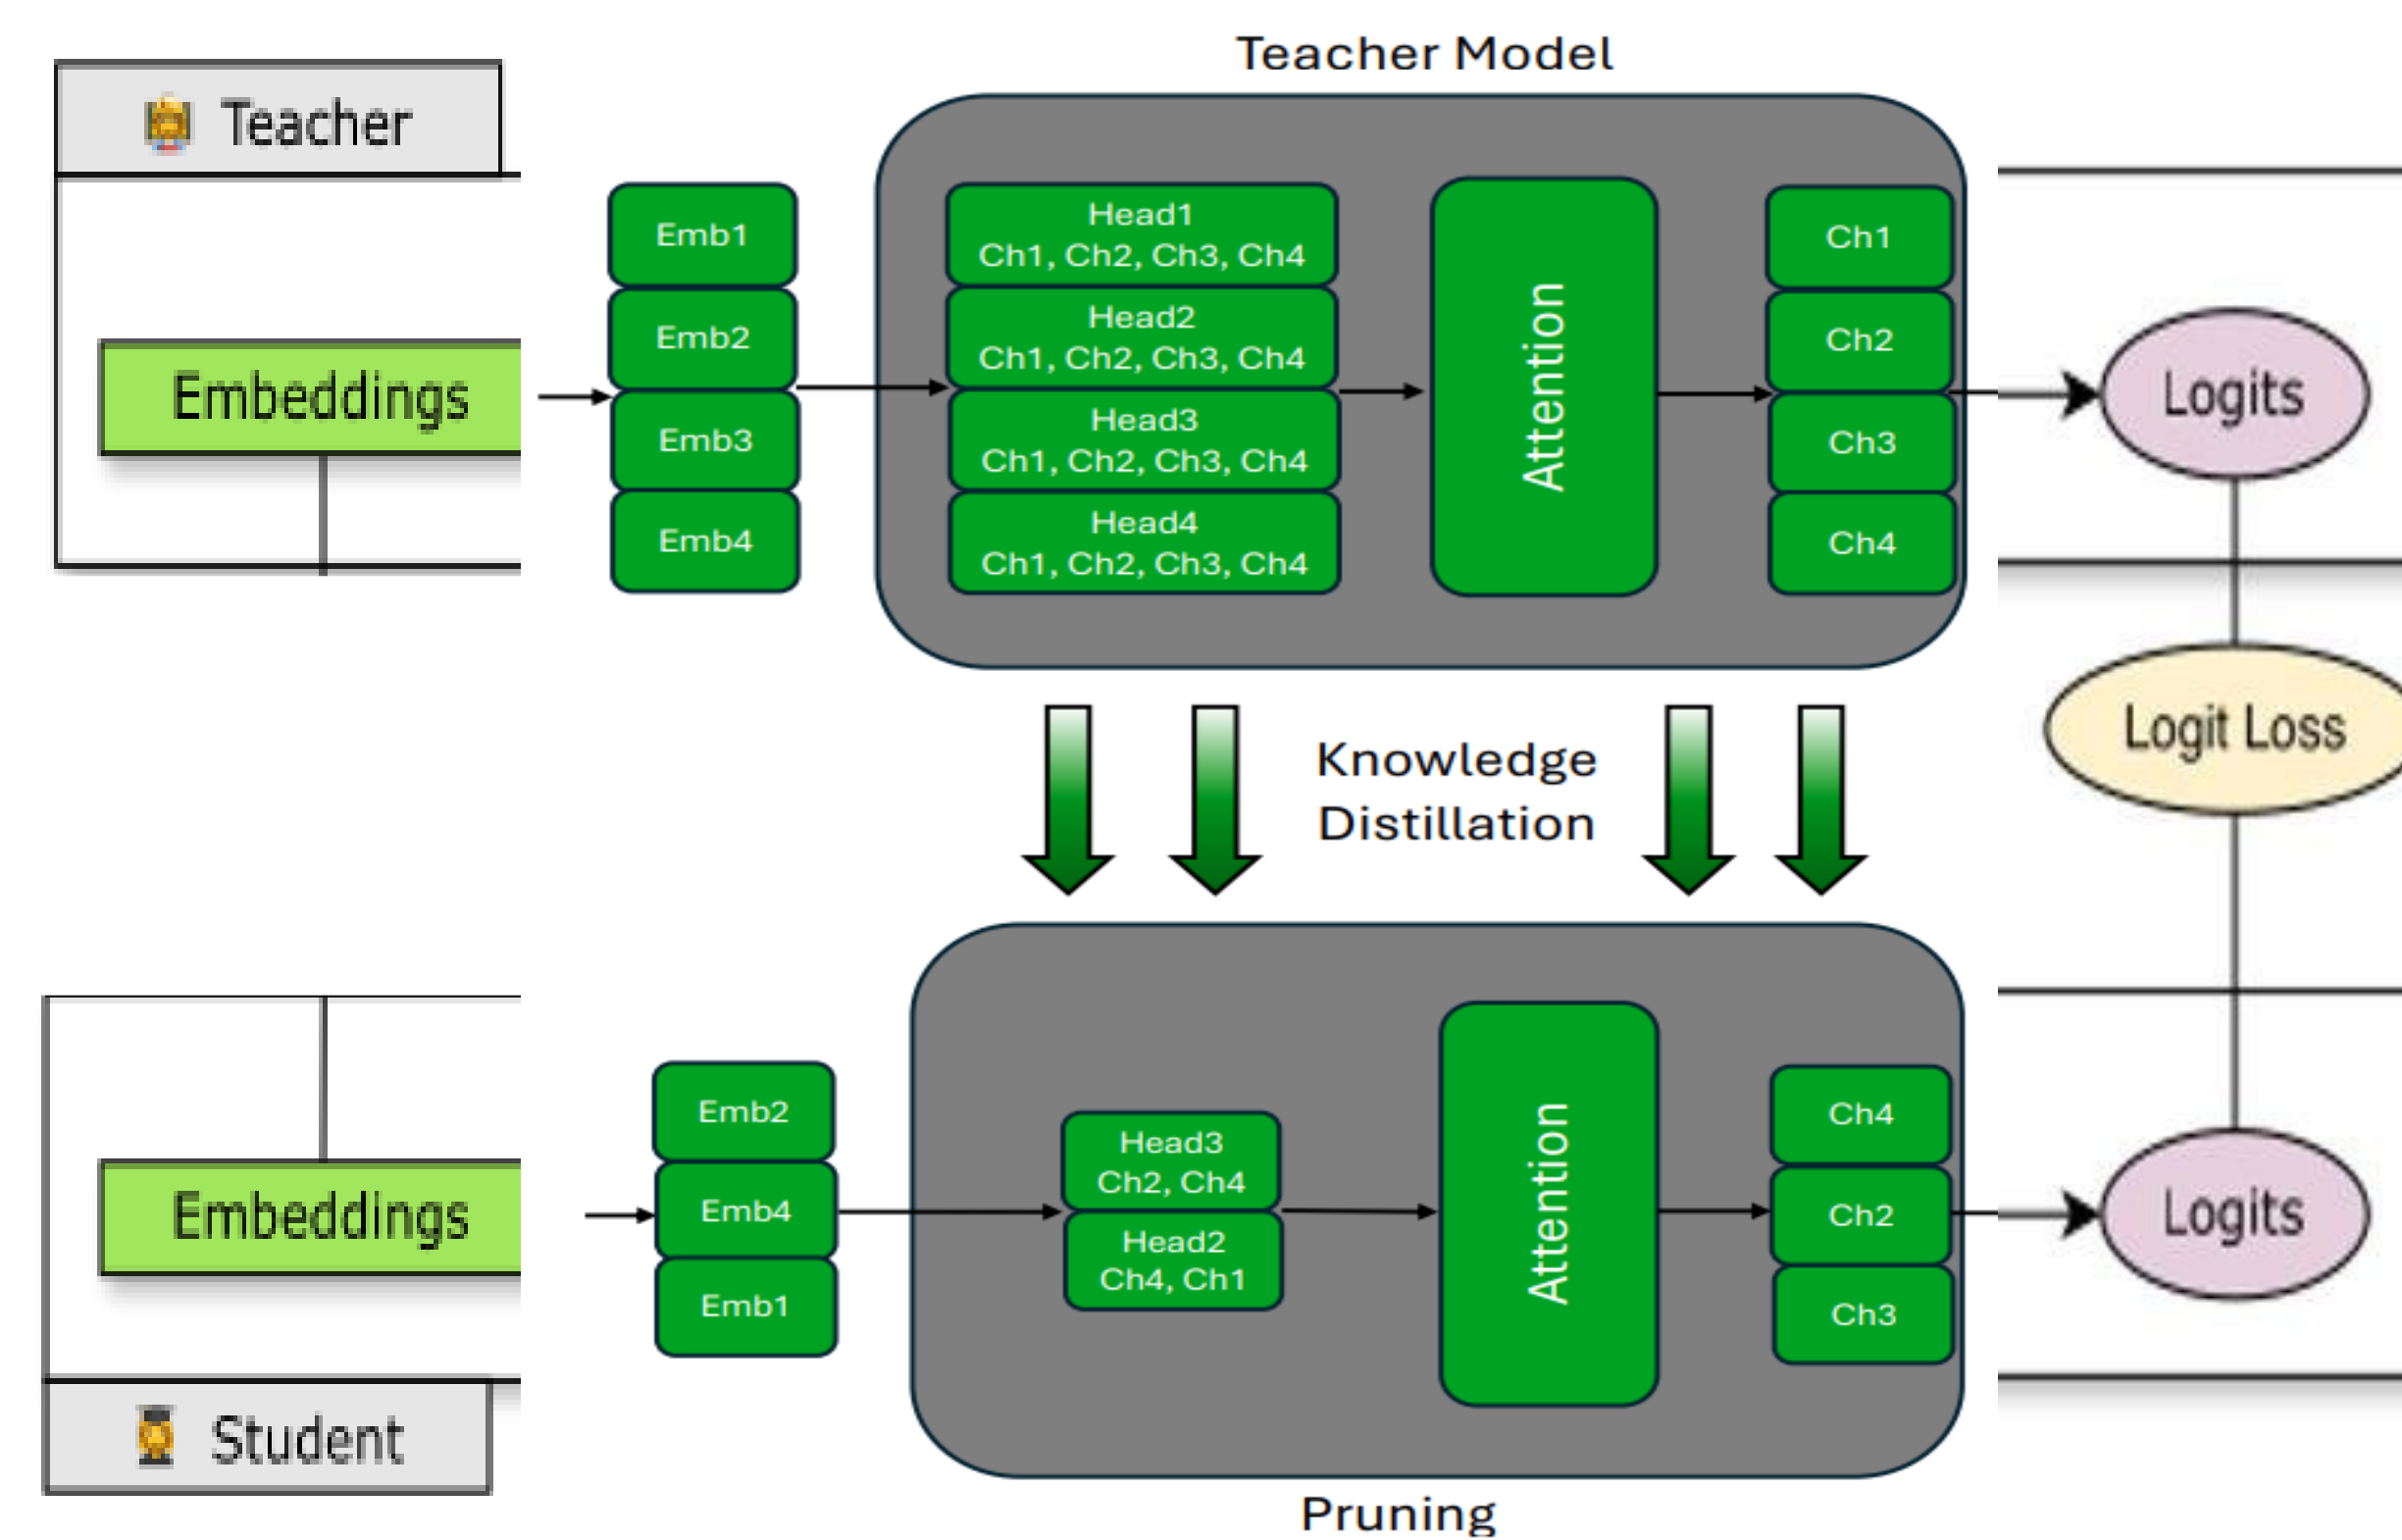 Teacher Model
Teacher
Embeddings
Emb1
Emb2
Emb3
Emb4
Head1
Ch1, Ch2, Ch3, Ch4
Head2
Ch1, Ch2, Ch3, Ch4
Head3
Ch1, Ch2, Ch3, Ch4
Head4
Ch1, Ch2, Ch3, Ch4
Attention
Ch1
Ch2
Ch3
Ch4
Logits
Knowledge
Distillation
Logit Loss
Embeddings
Emb2
Emb4
Emb1
Head3
Ch2, Ch4
Head2
Ch4, Ch1
Attention
Ch4
Ch2
Ch3
Logits
Student
Pruning